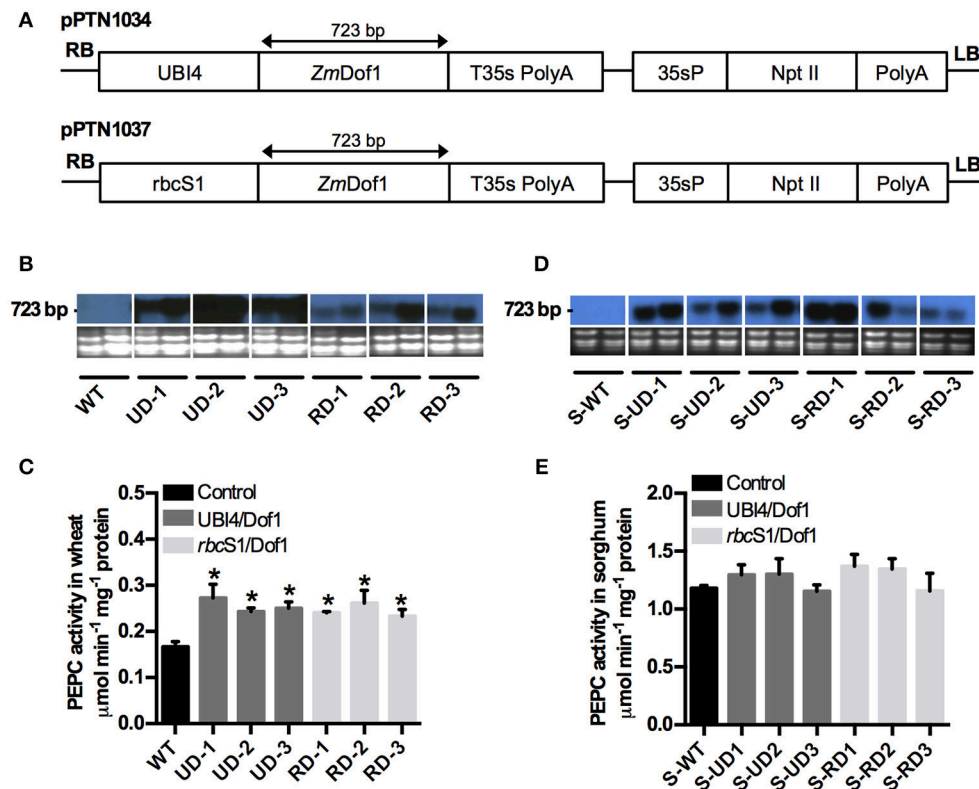 A
pPTN1034
RB
723 bp
LB
UBI4
ZmDof1
T35s PolyA
35sP
Npt II
PolyA
pPTN1037
RB
723 bp
LB
rbcS1
ZmDof1
T35s PolyA
35sP
Npt II
PolyA
B
723 bp
WT
UD-1
UD-2
UD-3
RD-1
RD-2
RD-3
D
723 bp
S-WT
S-UD-1
S-UD-2
S-UD-3
S-RD-1
S-RD-2
S-RD-3
C
PEPC activity in wheat
µmol min-1 mg-1 protein
0.5
0.3
0.2
0.0
Control
UBI4/Dof1
rbcS1/Dof1
*
*
*
*
*
*
WT
UD-1
UD-2
UD-3
RD-1
RD-2
RD-3
E
PEPC activity in sorghum
µmol min-1 mg-1 protein
2.0
1.5
1.0
0.5
0.0
Control
UBI4/Dof1
rbcS1/Dof1
S-WT
S-UD1
S-UD2
S-UD3
S-RD1
S-RD2
S-RD3